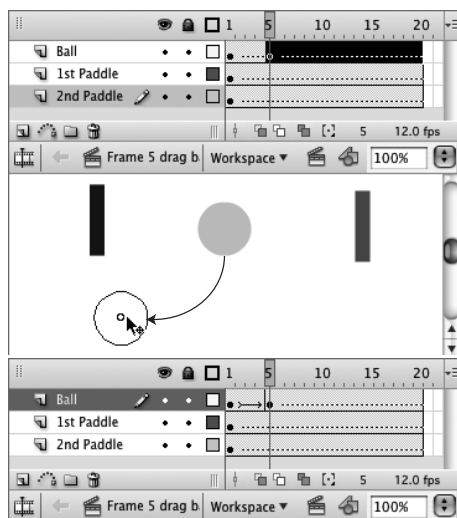 1 5 10 15 20
Ball
1st Paddle
2nd Paddle
5 12.0 fps
Frame 5 drag b Workspace ▾ 100%
1 5 10 15 20
Ball
1st Paddle
2nd Paddle
5 12.0 fps
Frame 5 drag b. Workspace ▾ 100%